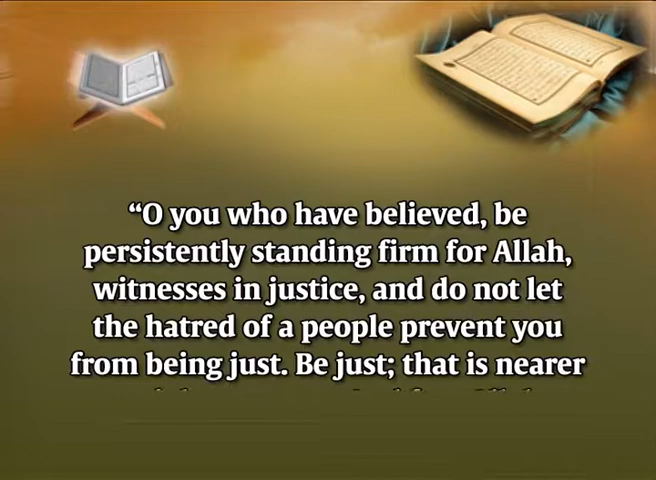 “O you who have believed, be
persistently standing firm for Allah,
witnesses in justice, and do not let
the hatred of a people prevent you
from being just. Be just; that is nearer